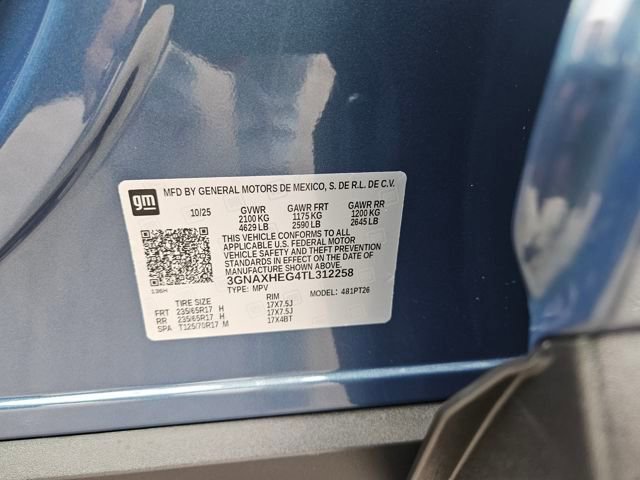 gm
MFD BY GENERAL MOTORS DE MEXICO, S. DE R.L. DE C.V.
10/25 GVWR GAWR FRT GAWR RR
2100 KG 1175 KG 1200 KG
4629 LB 2590 LB 2645 LB
THIS VEHICLE CONFORMS TO ALL
APPLICABLE U.S. FEDERAL MOTOR
VEHICLE SAFETY AND THEFT PREVENTION
STANDARDS IN EFFECT ON THE DATE OF
MANUFACTURE SHOWN ABOVE.
3GNAXHEG4TL312258
136H TYPE: MPV MODEL: 481PT26
TIRE SIZE RIM
FRT 235/65R17 H 17X7.5J
RR 235/65R17 H 17X7.5J
SPA T125/70R17 M 17X4BT